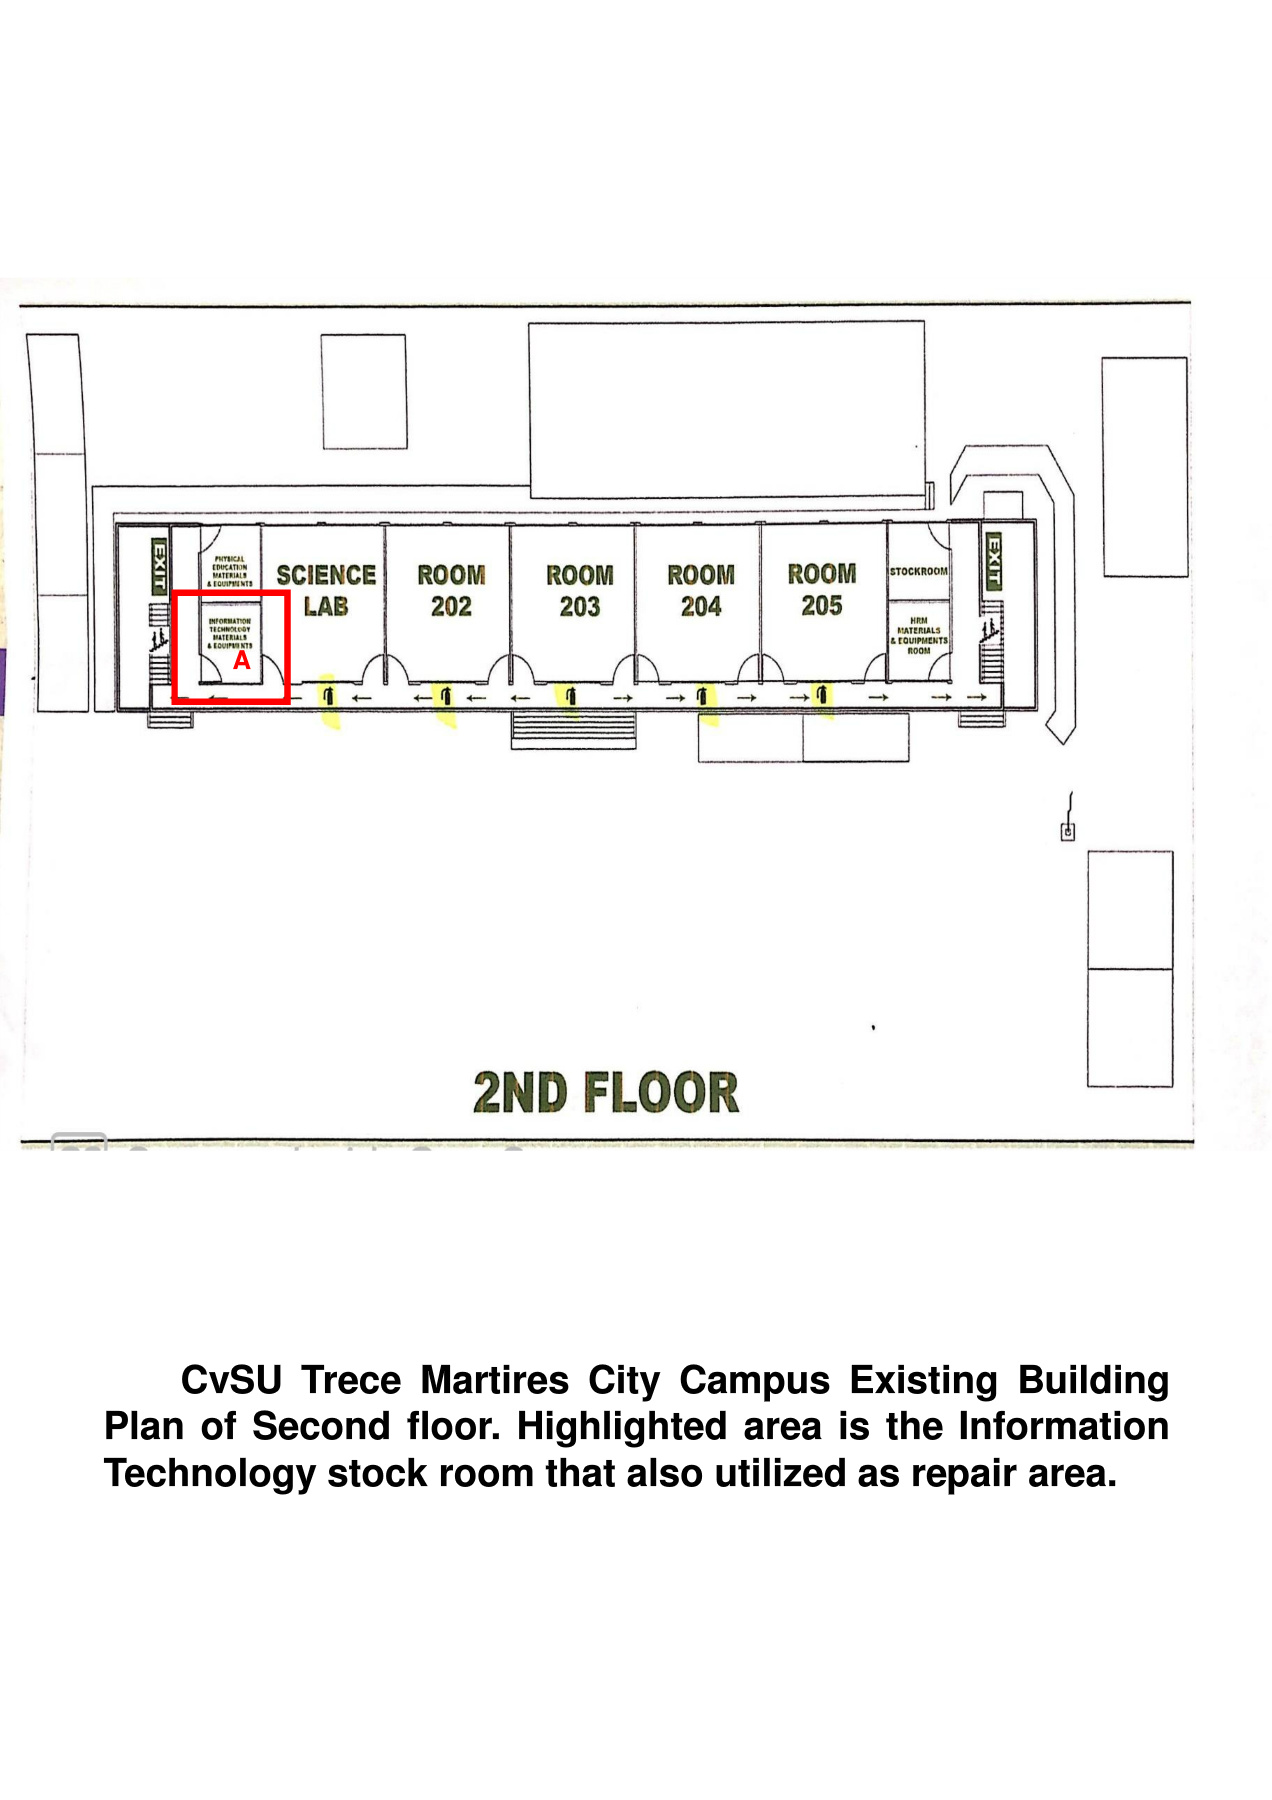 EXIT
PHYSICAL
EDUCATION
MATERIALS
& EQUIPMENTS
INFORMATION
TECHNOLOGY
MATERIALS
& EQUIPMENTS
A
SCIENCE
LAB
ROOM
202
ROOM
203
ROOM
204
ROOM
205
STOCKROOM
HRM
MATERIALS
& EQUIPMENTS
ROOM
EXIT
2ND FLOOR
CvSU Trece Martires City Campus Existing Building
Plan of Second floor. Highlighted area is the Information
Technology stock room that also utilized as repair area.